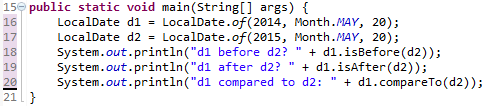 15 public static void main(String[] args) {
16     LocalDate d1 = LocalDate.of(2014, Month.MAY, 20);
17     LocalDate d2 = LocalDate.of(2015, Month.MAY, 20);
18     System.out.println("d1 before d2? " + d1.isBefore(d2));
19     System.out.println("d1 after d2? " + d1.isAfter(d2));
20     System.out.println("d1 compared to d2: " + d1.compareTo(d2));
21 }